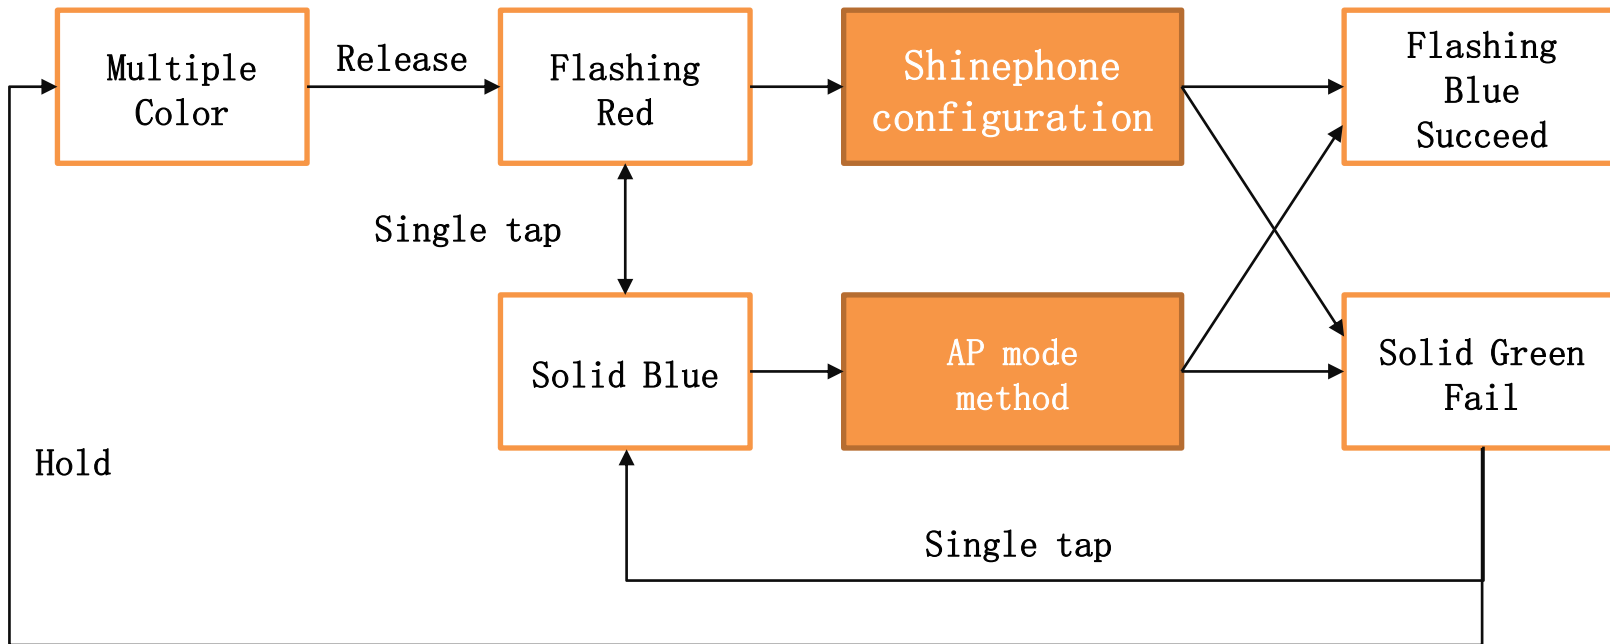 Multiple
Color
Release
Flashing
Red
Shinephone
configuration
Flashing
Blue
Succeed
Single tap
Solid Blue
AP mode
method
Solid Green
Fail
Hold
Single tap